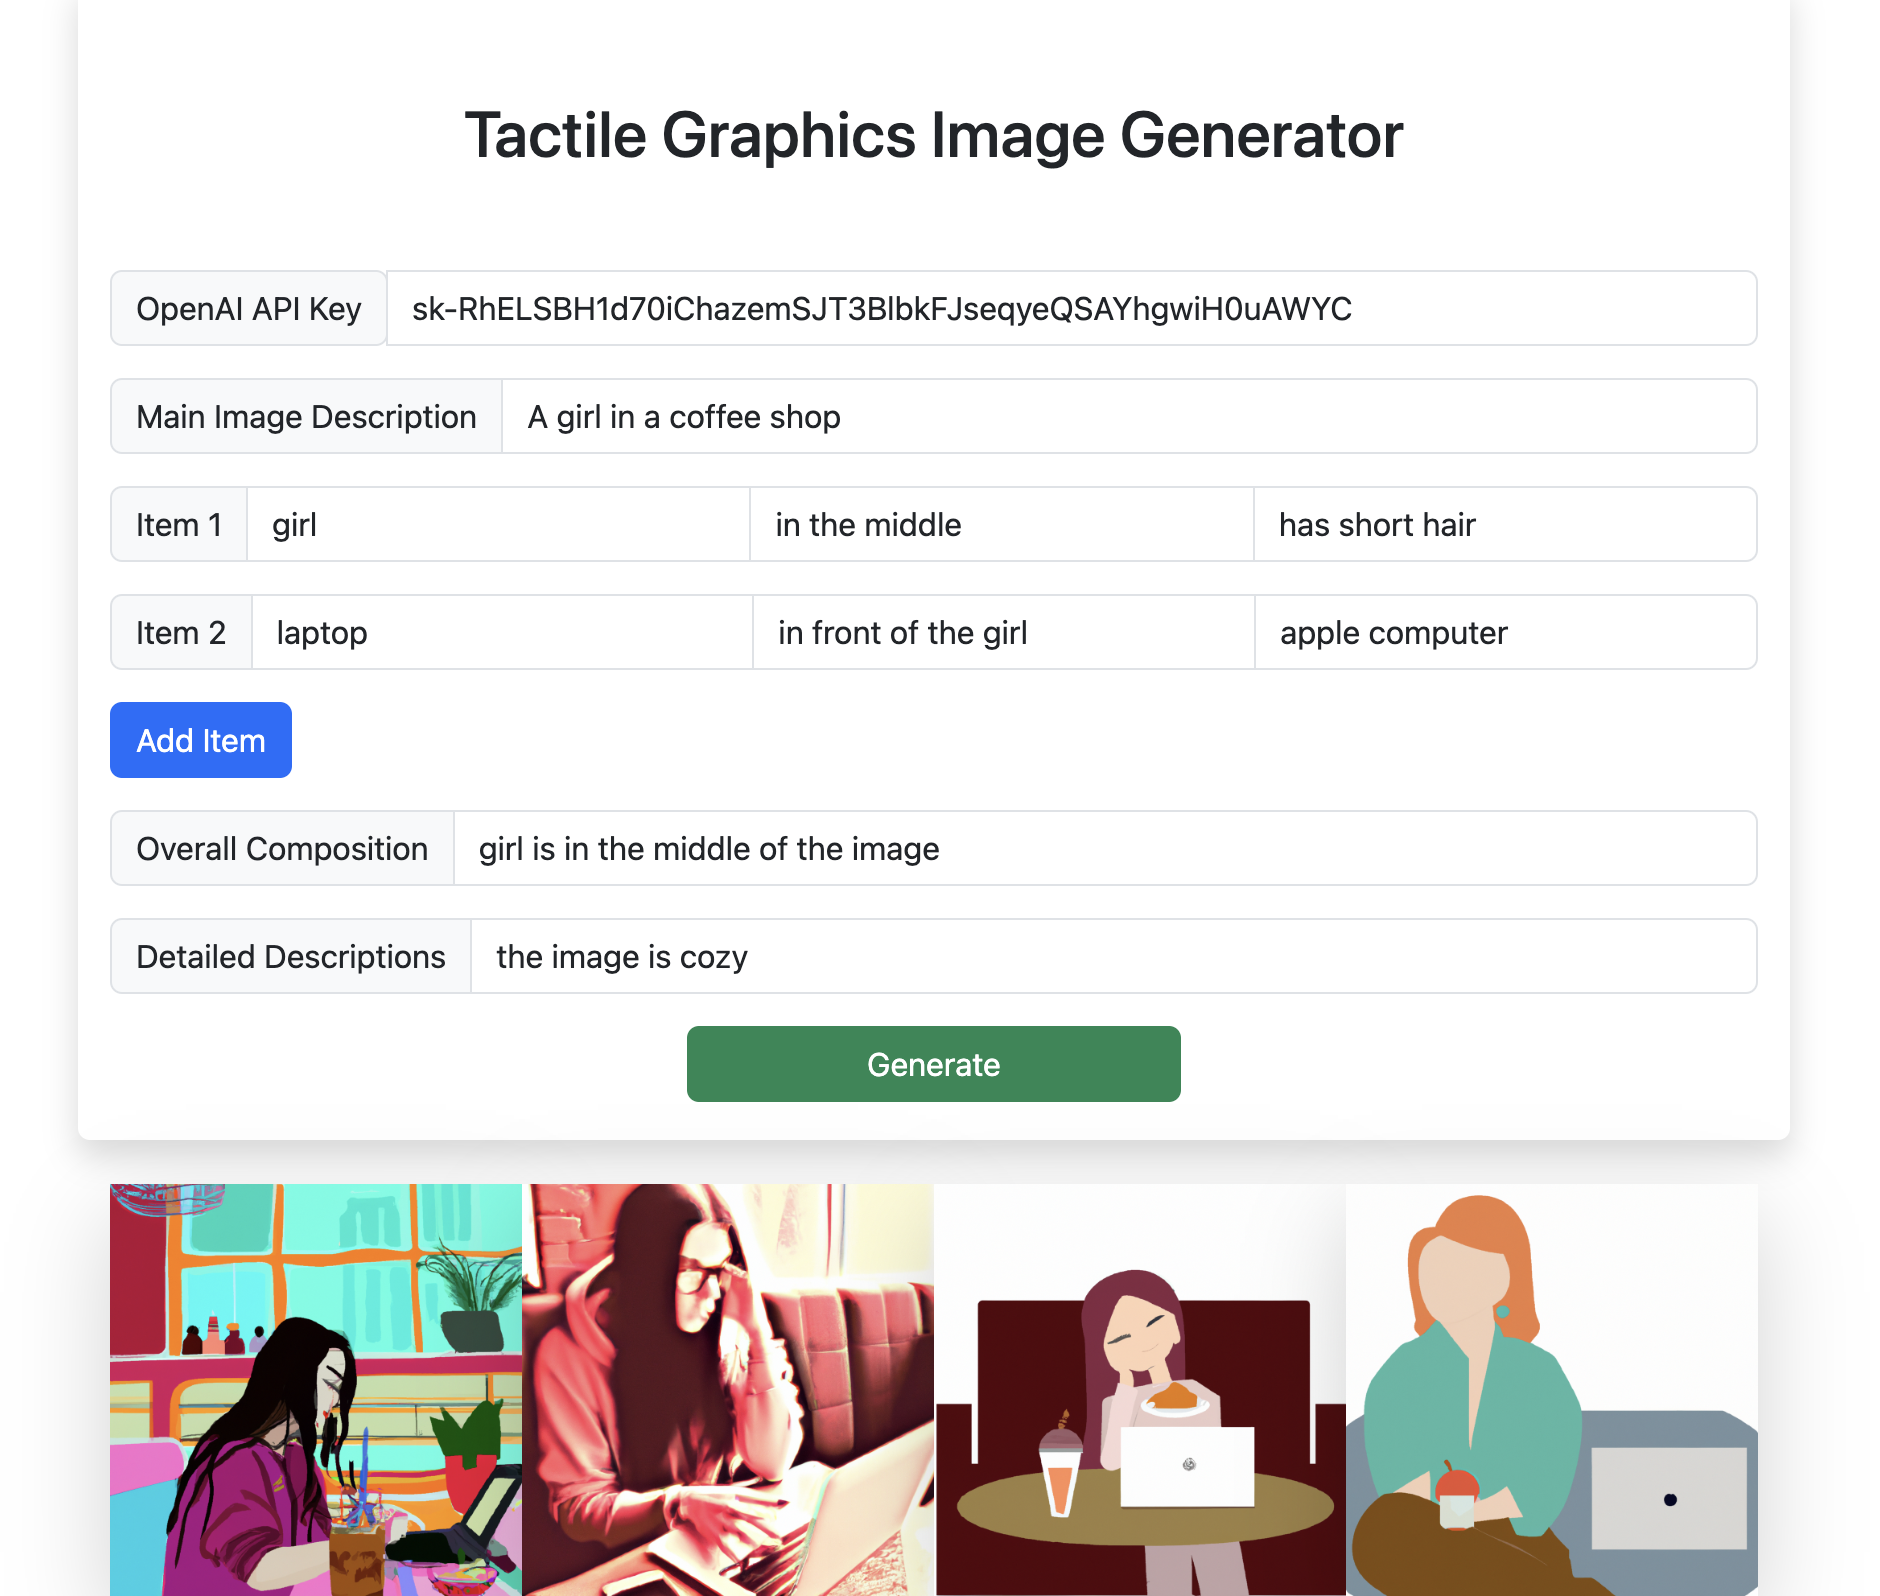 Tactile Graphics Image Generator
OpenAI API Key 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
Main Image Description A girl in a coffee shop
Item 1 girl in the middle has short hair
Item 2 laptop in front of the girl apple computer
Add Item
Overall Composition girl is in the middle of the image
Detailed Descriptions the image is cozy
Generate